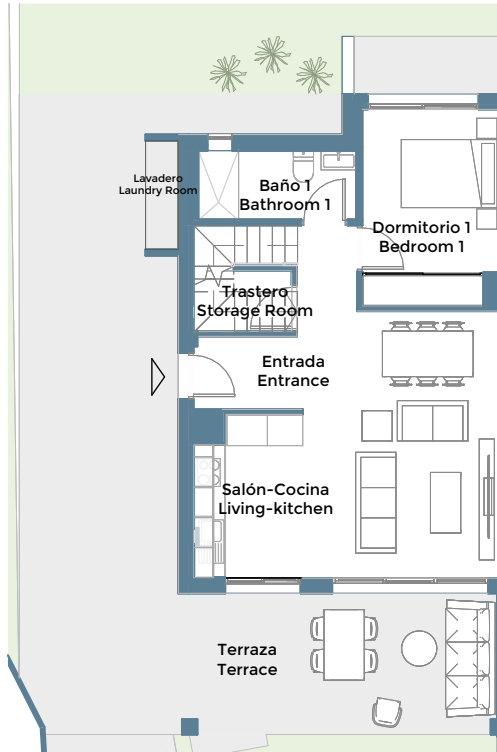 Lavadero
Laundry Room
Baño 1
Bathroom 1
Dormitorio 1
Bedroom 1
Trastero
Storage Room
Entrada
Entrance
Salón-Cocina
Living-kitchen
Terraza
Terrace